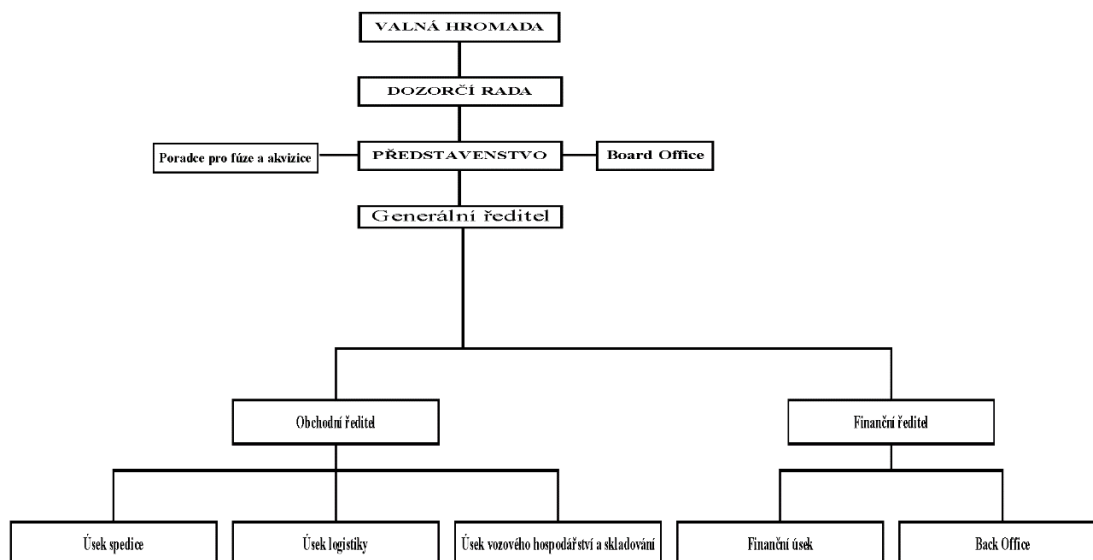 VALNÁ HROMADA
DOZORČÍ RADA
Poradce pro fúze a akvizice
PŘEDSTAVENSTVO
Board Office
Generální ředitel
Obchodní ředitel
Finanční ředitel
Úsek spedice
Úsek logistiky
Úsek vozového hospodářství a skladování
Finanční úsek
Back Office